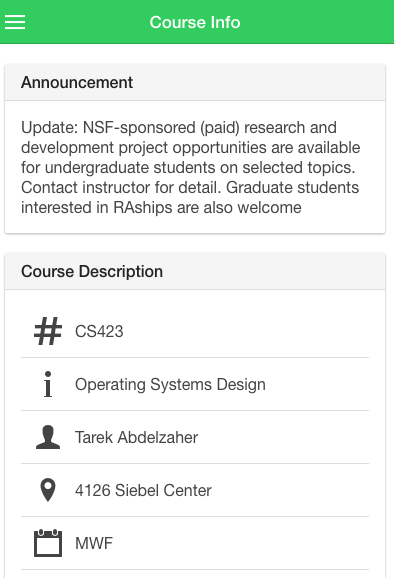 Course Info
Announcement
Update: NSF-sponsored (paid) research and
development project opportunities are available
for undergraduate students on selected topics.
Contact instructor for detail. Graduate students
interested in RAships are also welcome
Course Description
CS423
Operating Systems Design
Tarek Abdelzaher
4126 Siebel Center
MWF